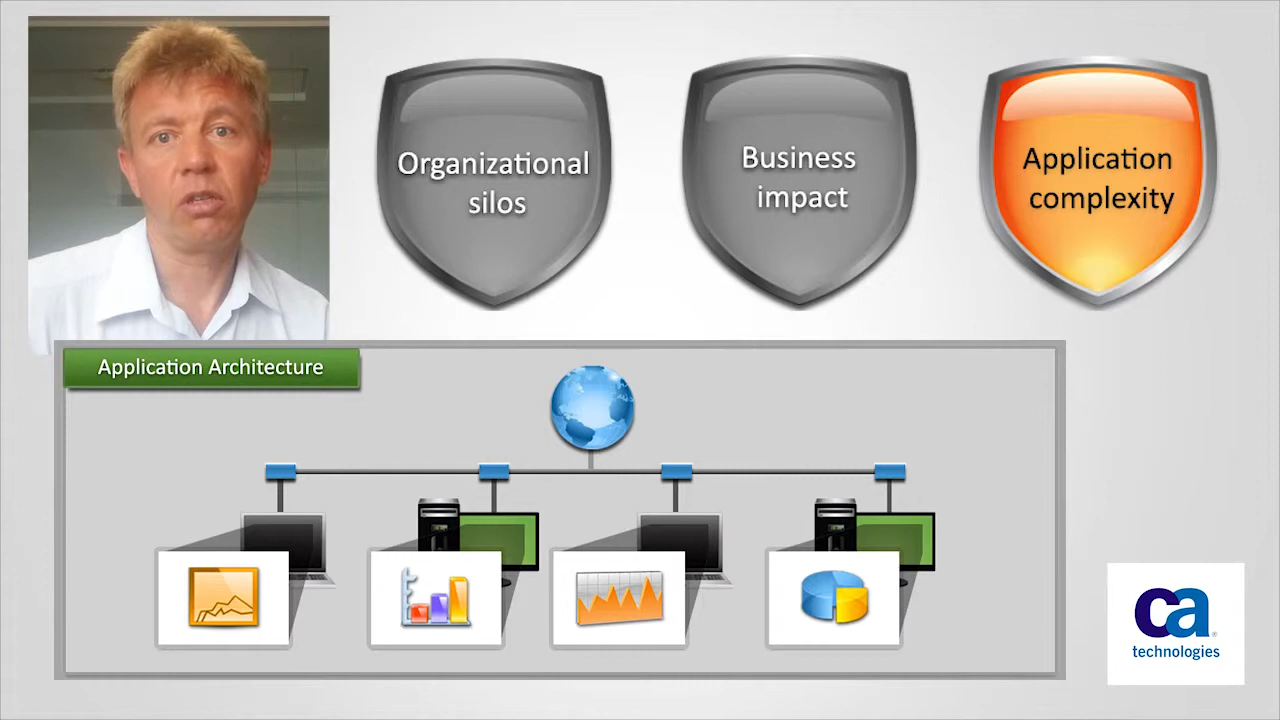 Organizational
silos
Business
impact
Application
complexity
Application Architecture
ca
technologies